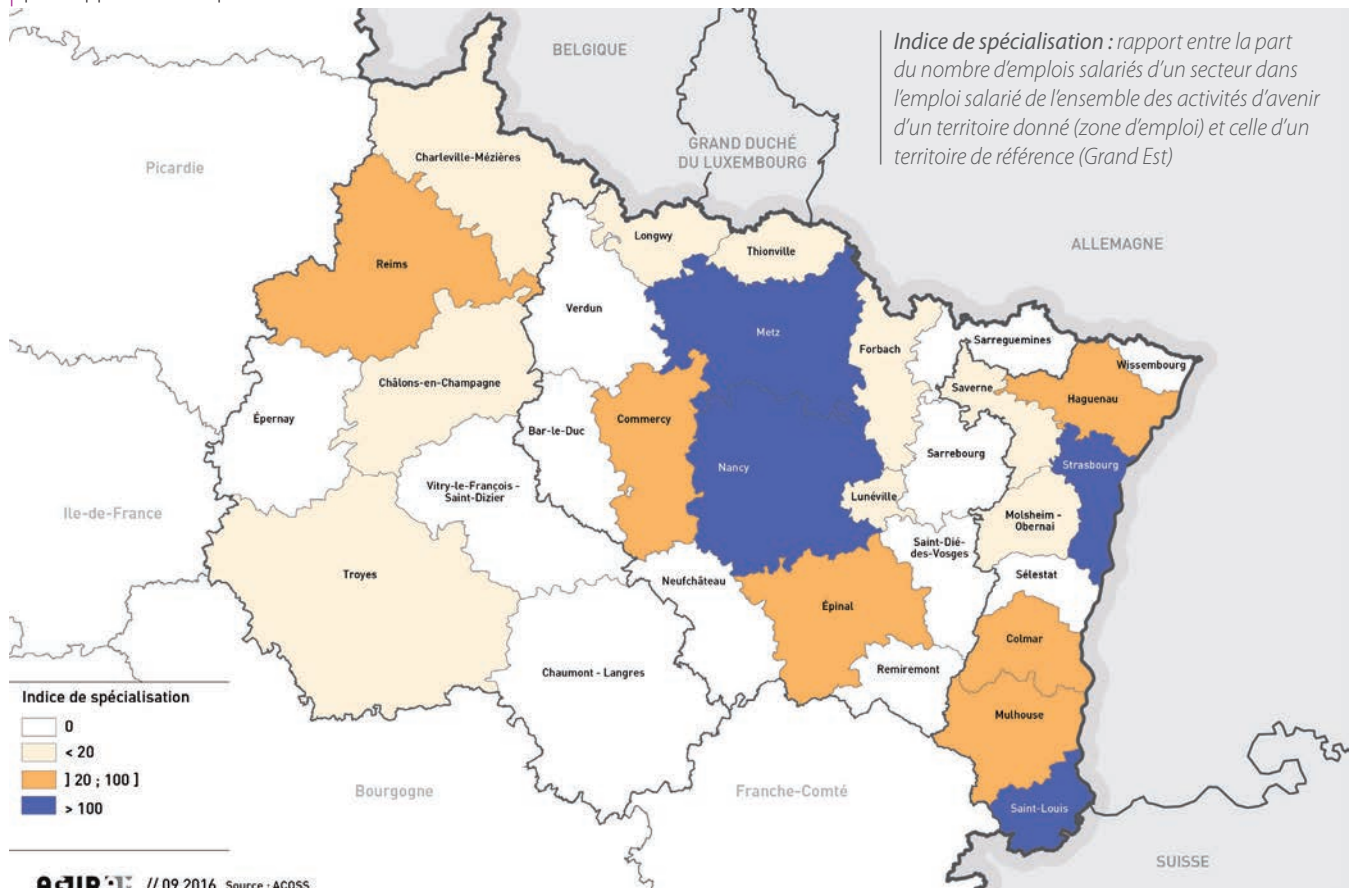 BELGIQUE
Indice de spécialisation : rapport entre la part
du nombre d'emplois salariés d'un secteur dans
l'emploi salarié de l'ensemble des activités d'avenir
d'un territoire donné (zone d'emploi) et celle d'un
territoire de référence (Grand Est)
GRAND DUCHÉ
DU LUXEMBOURG
Picardie
Charleville-Mézières
ALLEMAGNE
Longwy
Thionville
Reims
Verdun
Metz
Sarreguemines
Forbach
Wissembourg
Saverne
Châlons-en-Champagne
Haguenau
Épernay
Commercy
Bar-le-Duc
Sarrebourg
Nancy
Strasbourg
Vitry-le-François -
Saint-Dizier
Lunéville
Ile-de-France
Molsheim -
Obernai
Saint-Dié-
des-Vosges
Troyes
Neufchâteau
Sélestat
Épinal
Colmar
Chaumont - Langres
Remiremont
Mulhouse
Indice de spécialisation
0
< 20
] 20 ; 100 ]
> 100
Bourgogne
Franche-Comté
Saint-Louis
SUISSE
// 09.2016 Source : ACOSS